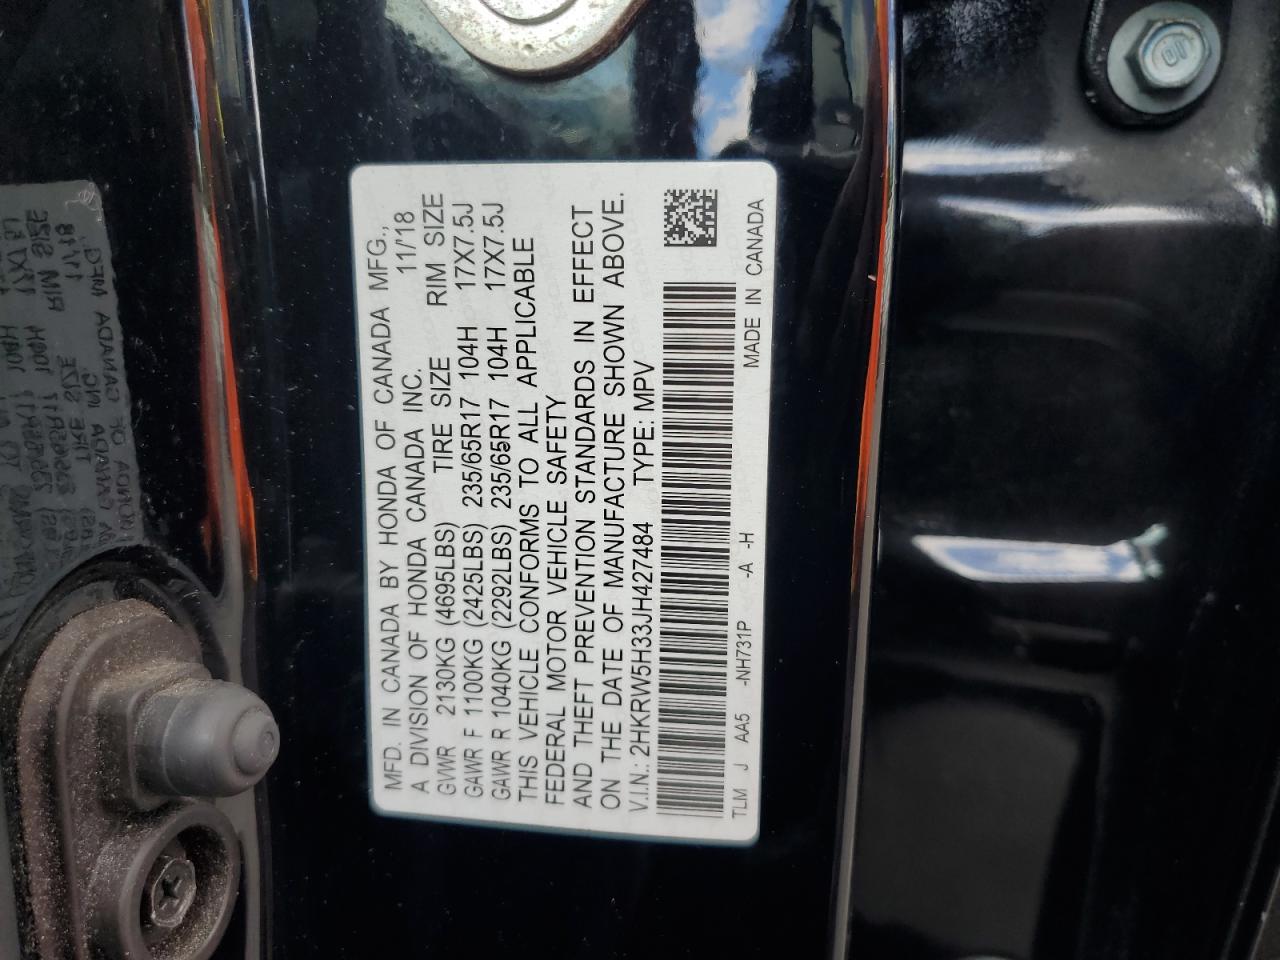 MFD. IN CANADA BY HONDA OF CANADA MFG.,
A DIVISION OF HONDA CANADA INC. 11/'18
GVWR 2130KG (4695LBS) TIRE SIZE RIM SIZE
GAWR F 1100KG (2425LBS) 235/65R17 104H 17X7.5J
GAWR R 1040KG (2292LBS) 235/65R17 104H 17X7.5J
THIS VEHICLE CONFORMS TO ALL APPLICABLE
FEDERAL MOTOR VEHICLE SAFETY
AND THEFT PREVENTION STANDARDS IN EFFECT
ON THE DATE OF MANUFACTURE SHOWN ABOVE.
V.I.N.: 2HKRW5H33JH427484 TYPE: MPV
TLM J AA5 -NH731P -A -H MADE IN CANADA
10